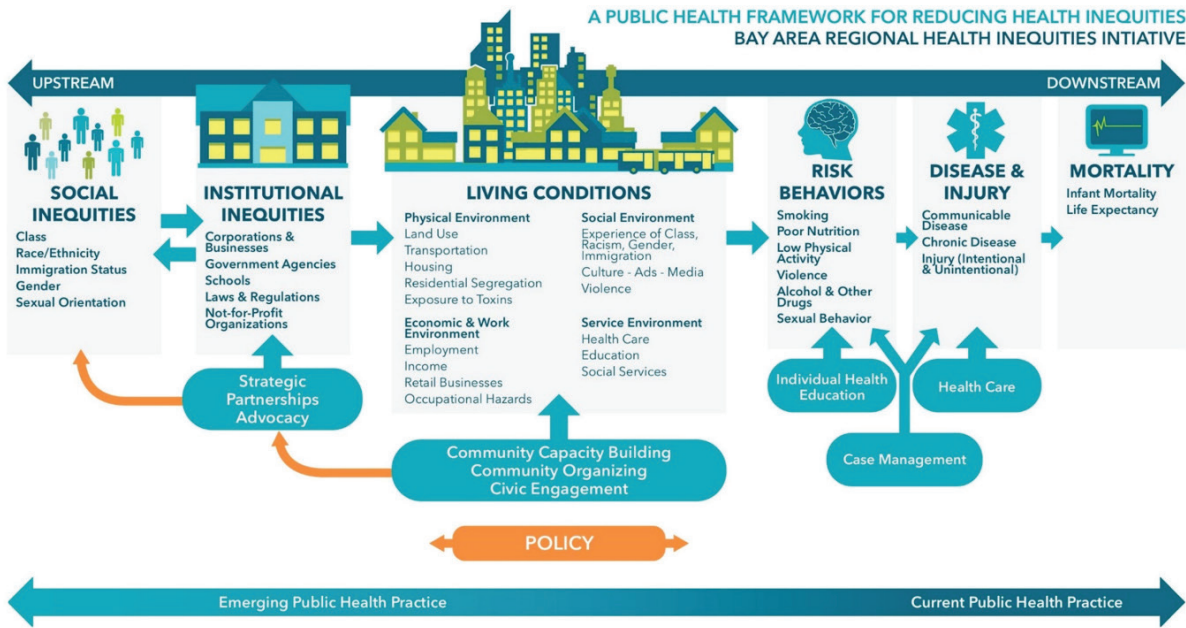 A PUBLIC HEALTH FRAMEWORK FOR REDUCING HEALTH INEQUITIES
BAY AREA REGIONAL HEALTH INEQUITIES INTIATIVE
UPSTREAM
DOWNSTREAM
SOCIAL
INEQUITIES
Class
Race/Ethnicity
Immigration Status
Gender
Sexual Orientation
INSTITUTIONAL
INEQUITIES
Corporations &
Businesses
Government Agencies
Schools
Laws & Regulations
Not-for-Profit
Organizations
LIVING CONDITIONS
Physical Environment
Land Use
Transportation
Housing
Residential Segregation
Exposure to Toxins
Economic & Work
Environment
Employment
Income
Retail Businesses
Occupational Hazards
Social Environment
Experience of Class,
Racism, Gender,
Immigration
Culture - Ads - Media
Violence
Service Environment
Health Care
Education
Social Services
RISK
BEHAVIORS
Smoking
Poor Nutrition
Low Physical
Activity
Violence
Alcohol & Other
Drugs
Sexual Behavior
DISEASE &
INJURY
Communicable
Disease
Chronic Disease
Injury (Intentional
& Unintentional)
MORTALITY
Infant Mortality
Life Expectancy
Strategic
Partnerships
Advocacy
Community Capacity Building
Community Organizing
Civic Engagement
Individual Health
Education
Health Care
Case Management
POLICY
Emerging Public Health Practice
Current Public Health Practice